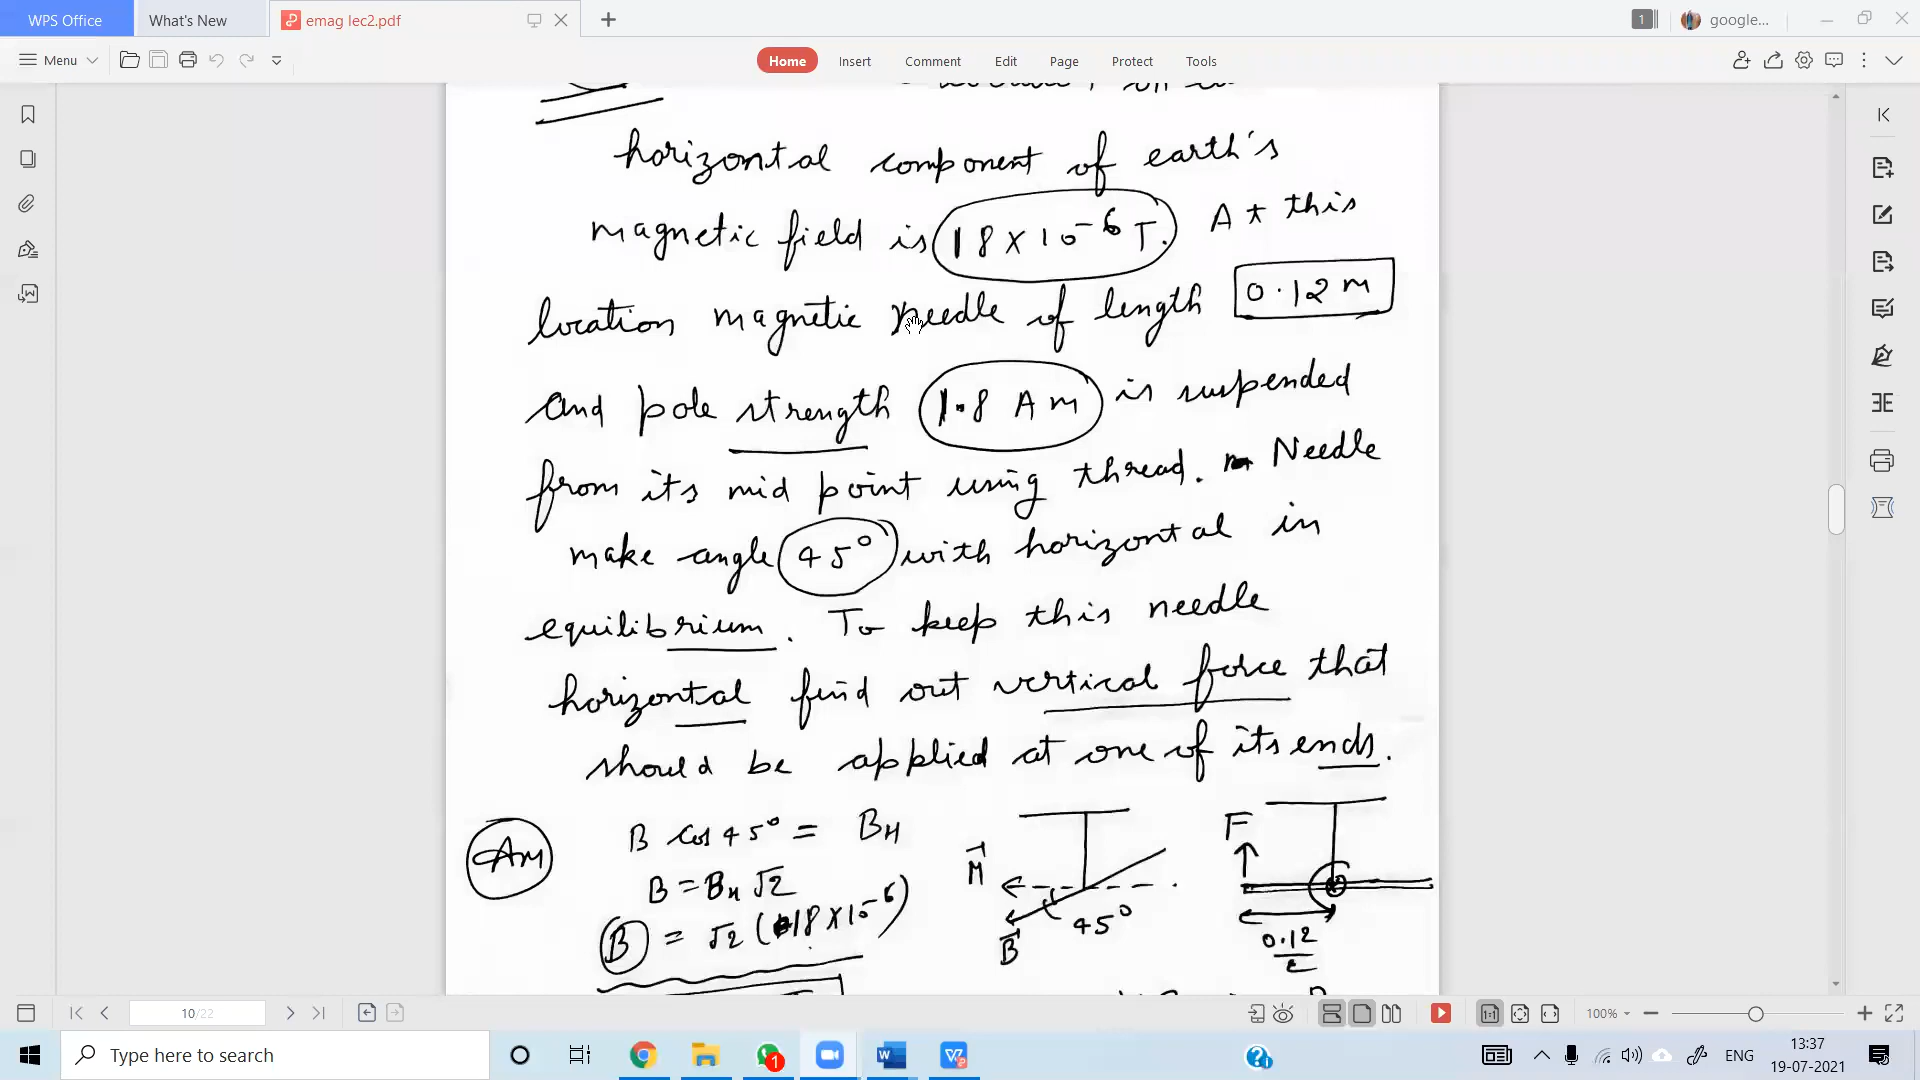 WPS Office
What's New
emag lec2.pdf
1
google...
Menu
Home
Insert
Comment
Edit
Page
Protect
Tools
horizontal component of earth's
magnetic field is 18 x 10^-6 T. At this
location magnetic needle of length 0.12 m
and pole strength 1.8 A m is suspended
from its mid point using thread. Needle
make angle 45° with horizontal in
equilibrium. To keep this needle
horizontal find out vertical force that
should be applied at one of its ends.
B cos 45° = BH
B = BH √2
B = √2 (18 x 10^-6)
M
45°
B
F
0.12
10/22
100%
Type here to search
1
ENG
13:37
19-07-2021